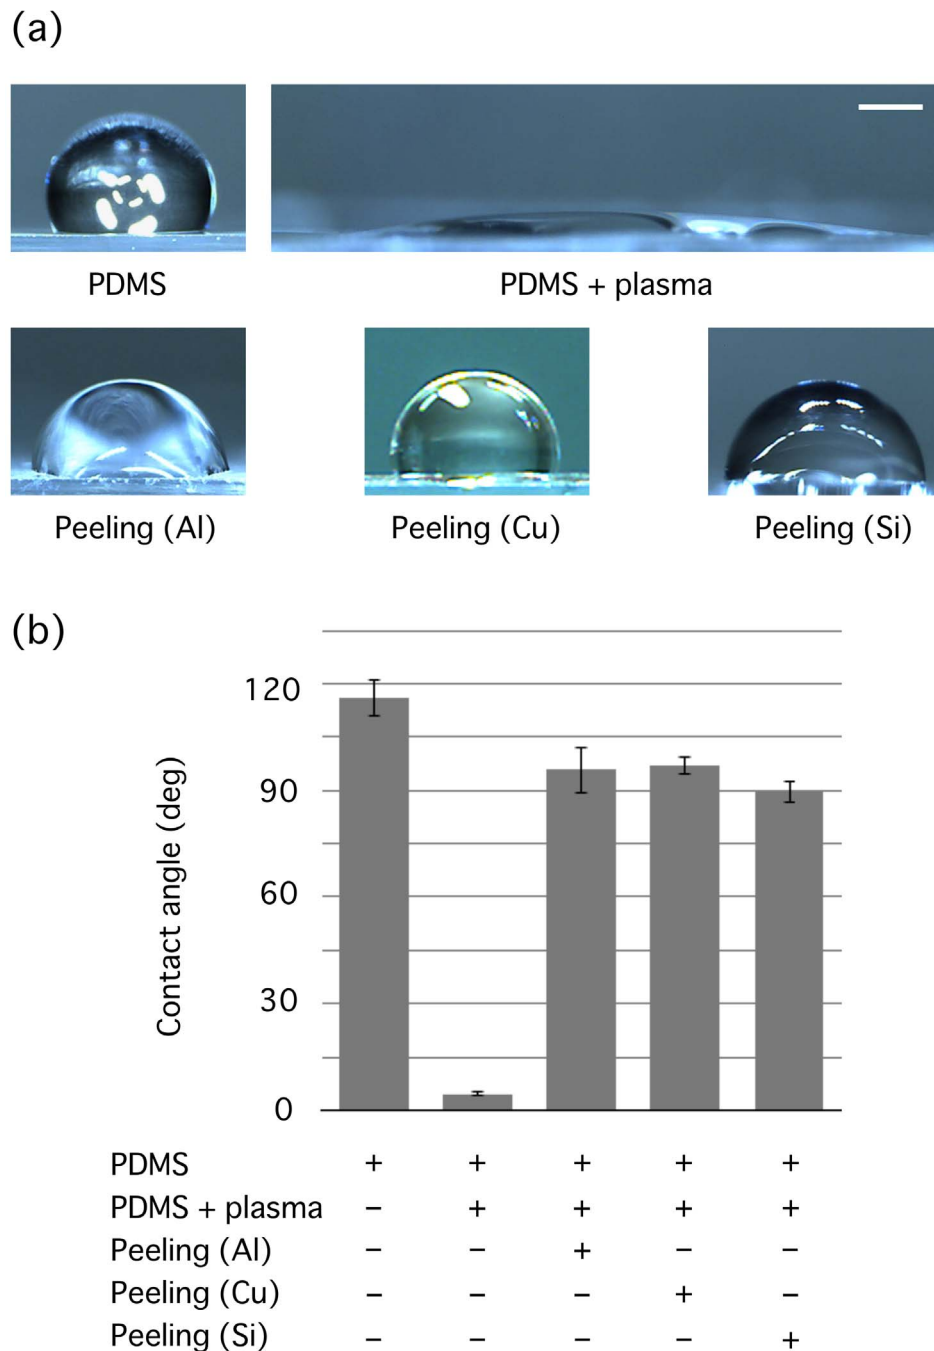 (a)
PDMS
PDMS + plasma
Peeling (Al)
Peeling (Cu)
Peeling (Si)
(b)
Contact angle (deg)
120
90
60
30
0
PDMS + + + + +
PDMS + plasma − + + + +
Peeling (Al) − − + − −
Peeling (Cu) − − − + −
Peeling (Si) − − − − +